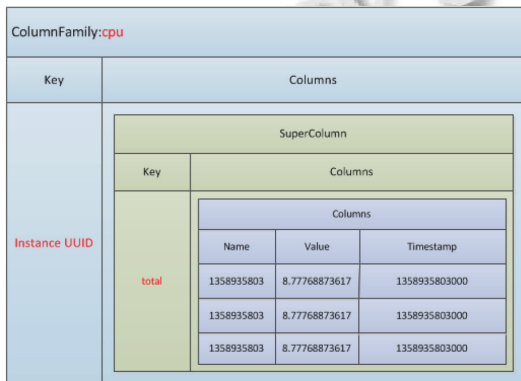 ColumnFamily:cpu
Key Columns
SuperColumn
Key Columns
Instance UUID
total
Columns
Name Value Timestamp
1358935803 8.77768873617 1358935803000
1358935803 8.77768873617 1358935803000
1358935803 8.77768873617 1358935803000